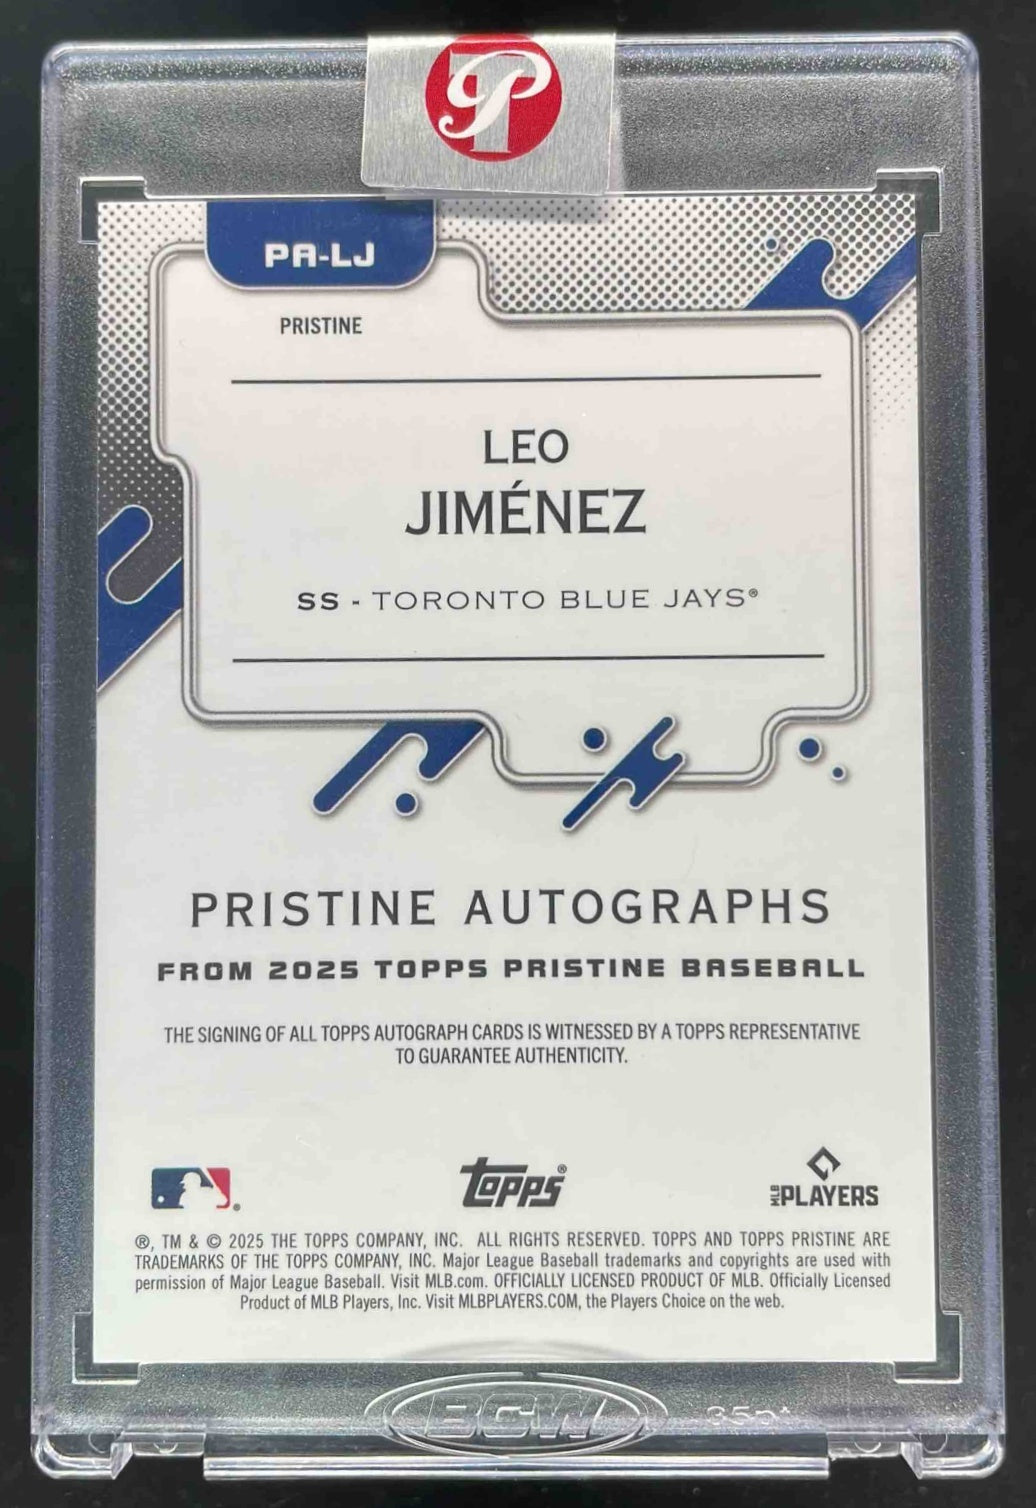 P
PA-LJ
PRISTINE
LEO
JIMÉNEZ
SS - TORONTO BLUE JAYS®
PRISTINE AUTOGRAPHS
FROM 2025 TOPPS PRISTINE BASEBALL
THE SIGNING OF ALL TOPPS AUTOGRAPH CARDS IS WITNESSED BY A TOPPS REPRESENTATIVE
TO GUARANTEE AUTHENTICITY.
Topps®
MLB PLAYERS
®, TM & © 2025 THE TOPPS COMPANY, INC. ALL RIGHTS RESERVED. TOPPS AND TOPPS PRISTINE ARE
TRADEMARKS OF THE TOPPS COMPANY, INC. Major League Baseball trademarks and copyrights are used with
permission of Major League Baseball. Visit MLB.com. OFFICIALLY LICENSED PRODUCT OF MLB. Officially Licensed
Product of MLB Players, Inc. Visit MLBPLAYERS.COM, the Players Choice on the web.
BCW